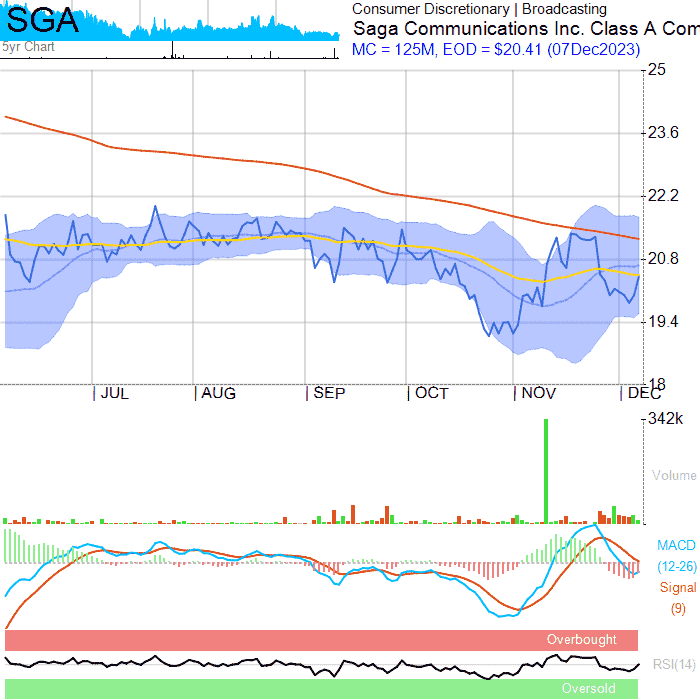 SGA
5yr Chart
Consumer Discretionary | Broadcasting
Saga Communications Inc. Class A Com
MC = 125M, EOD = $20.41 (07Dec2023)
25
23.6
22.2
20.8
19.4
18
JUL AUG SEP OCT NOV DEC
342k
Volume
MACD
(12-26)
Signal
(9)
Overbought
RSI(14)
Oversold